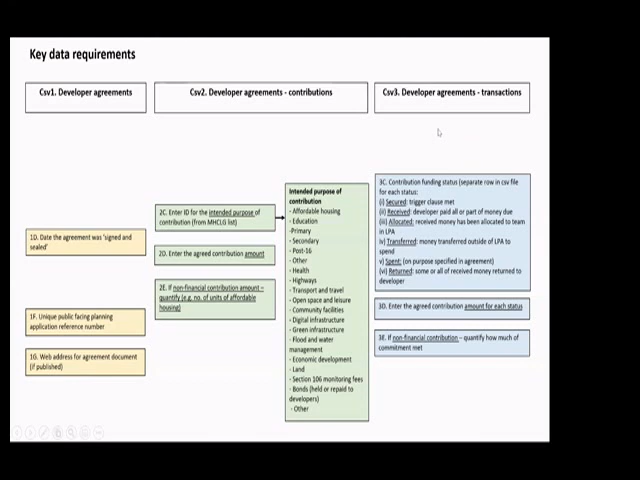 Key data requirements
Csv1. Developer agreements
Csv2. Developer agreements - contributions
Csv3. Developer agreements - transactions
1D. Date the agreement was 'signed and
sealed'
1F. Unique public facing planning
application reference number
1G. Web address for agreement document
(if published)
2C. Enter ID for the intended purpose of
contribution (from MHCLG list)
2D. Enter the agreed contribution amount
2E. If non-financial contribution amount –
quantify (e.g. no. of units of affordable
housing)
Intended purpose of
contribution
- Affordable housing
- Education
-Primary
- Secondary
- Post-16
- Other
- Health
- Highways
- Transport and travel
- Open space and leisure
- Community facilities
- Digital infrastructure
- Green infrastructure
- Flood and water
management
- Economic development
- Land
- Section 106 monitoring fees
- Bonds (held or repaid to
developers)
- Other
3C. Contribution funding status (separate row in csv file
for each status:
(i) Secured: trigger clause met
(ii) Received: developer paid all or part of money due
(iii) Allocated: received money has been allocated to team
in LPA
iv) Transferred: money transferred outside of LPA to
spend
v) Spent: (on purpose specified in agreement)
(vi) Returned: some or all of received money returned to
developer
3D. Enter the agreed contribution amount for each status
3E. If non-financial contribution – quantify how much of
commitment met